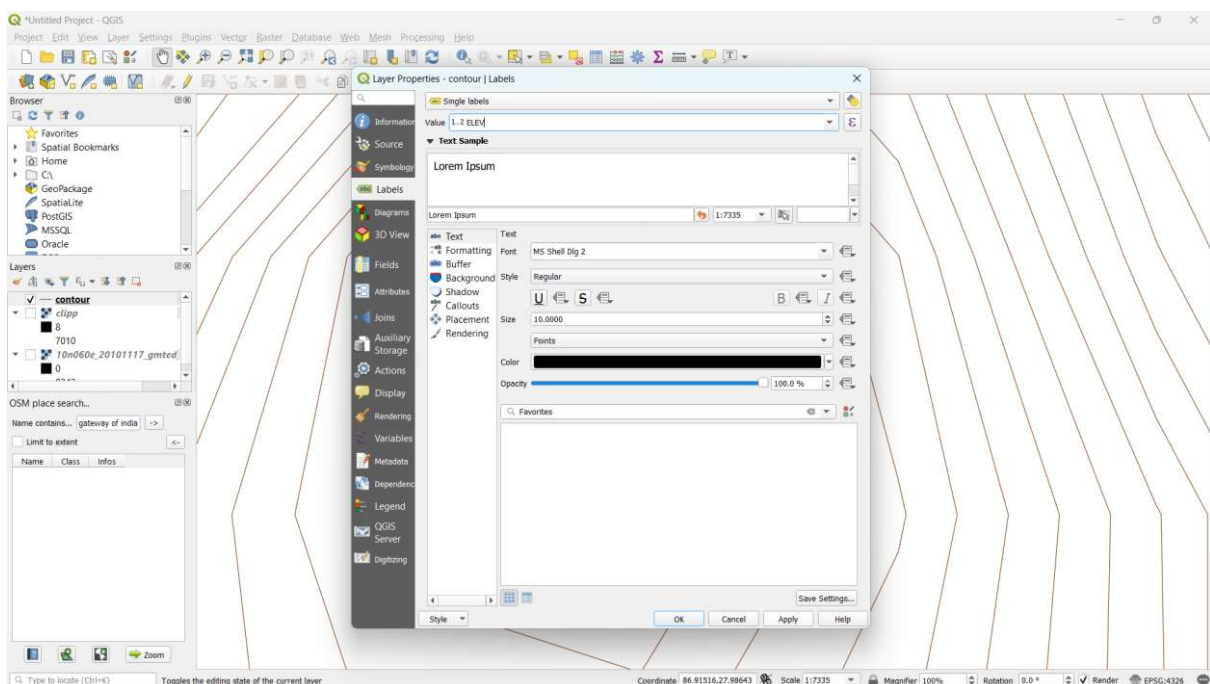 *Untitled Project - QGIS
Project Edit View Layer Settings Plugins Vector Raster Database Web Mesh Processing Help
Browser
Favorites
Spatial Bookmarks
Home
C:\
GeoPackage
SpatiaLite
PostGIS
MSSQL
Oracle
Layers
contour
clipp
8
7010
10n060e_20101117_gmted
0
OSM place search...
Name contains... gateway of india ->
Limit to extent <-
Name Class Infos
Zoom
Layer Properties - contour | Labels
Information
Source
Symbology
Labels
Diagrams
3D View
Fields
Attributes
Joins
Auxiliary
Storage
Actions
Display
Rendering
Variables
Metadata
Dependenc
Legend
QGIS
Server
Digitizing
abc Single labels
Value 1.2 ELEV ε
Text Sample
Lorem Ipsum
Lorem Ipsum 1:7335
Text
Formatting
Buffer
Background
Shadow
Callouts
Placement
Rendering
Text
Font MS Shell Dlg 2
Style Regular
U S B I
Size 10.0000
Points
Color
Opacity 100.0 %
Favorites
Save Settings...
Style OK Cancel Apply Help
Type to locate (Ctrl+K) Toggles the editing state of the current layer Coordinate 86.91516,27.98643 Scale 1:7335 Magnifier 100% Rotation 0.0 ° Render EPSG:4326